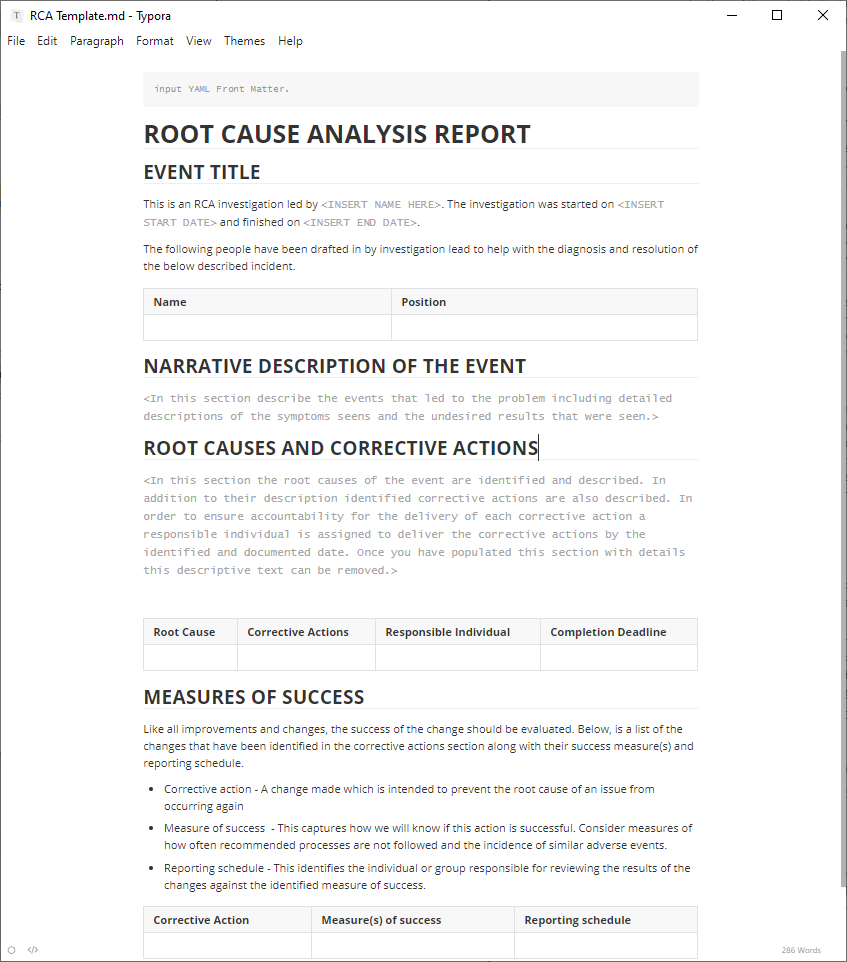 RCA Template.md - Typora
File Edit Paragraph Format View Themes Help
input YAML Front Matter.
ROOT CAUSE ANALYSIS REPORT
EVENT TITLE
This is an RCA investigation led by <INSERT NAME HERE>. The investigation was started on <INSERT
START DATE> and finished on <INSERT END DATE>.
The following people have been drafted in by investigation lead to help with the diagnosis and resolution of
the below described incident.
Name Position
NARRATIVE DESCRIPTION OF THE EVENT
<In this section describe the events that led to the problem including detailed
descriptions of the symptoms seens and the undesired results that were seen.>
ROOT CAUSES AND CORRECTIVE ACTIONS
<In this section the root causes of the event are identified and described. In
addition to their description identified corrective actions are also described. In
order to ensure accountability for the delivery of each corrective action a
responsible individual is assigned to deliver the corrective actions by the
identified and documented date. Once you have populated this section with details
this descriptive text can be removed.>
Root Cause Corrective Actions Responsible Individual Completion Deadline
MEASURES OF SUCCESS
Like all improvements and changes, the success of the change should be evaluated. Below, is a list of the
changes that have been identified in the corrective actions section along with their success measure(s) and
reporting schedule.
• Corrective action - A change made which is intended to prevent the root cause of an issue from
occurring again
• Measure of success - This captures how we will know if this action is successful. Consider measures of
how often recommended processes are not followed and the incidence of similar adverse events.
• Reporting schedule - This identifies the individual or group responsible for reviewing the results of the
changes against the identified measure of success.
Corrective Action Measure(s) of success Reporting schedule
</> 286 Words